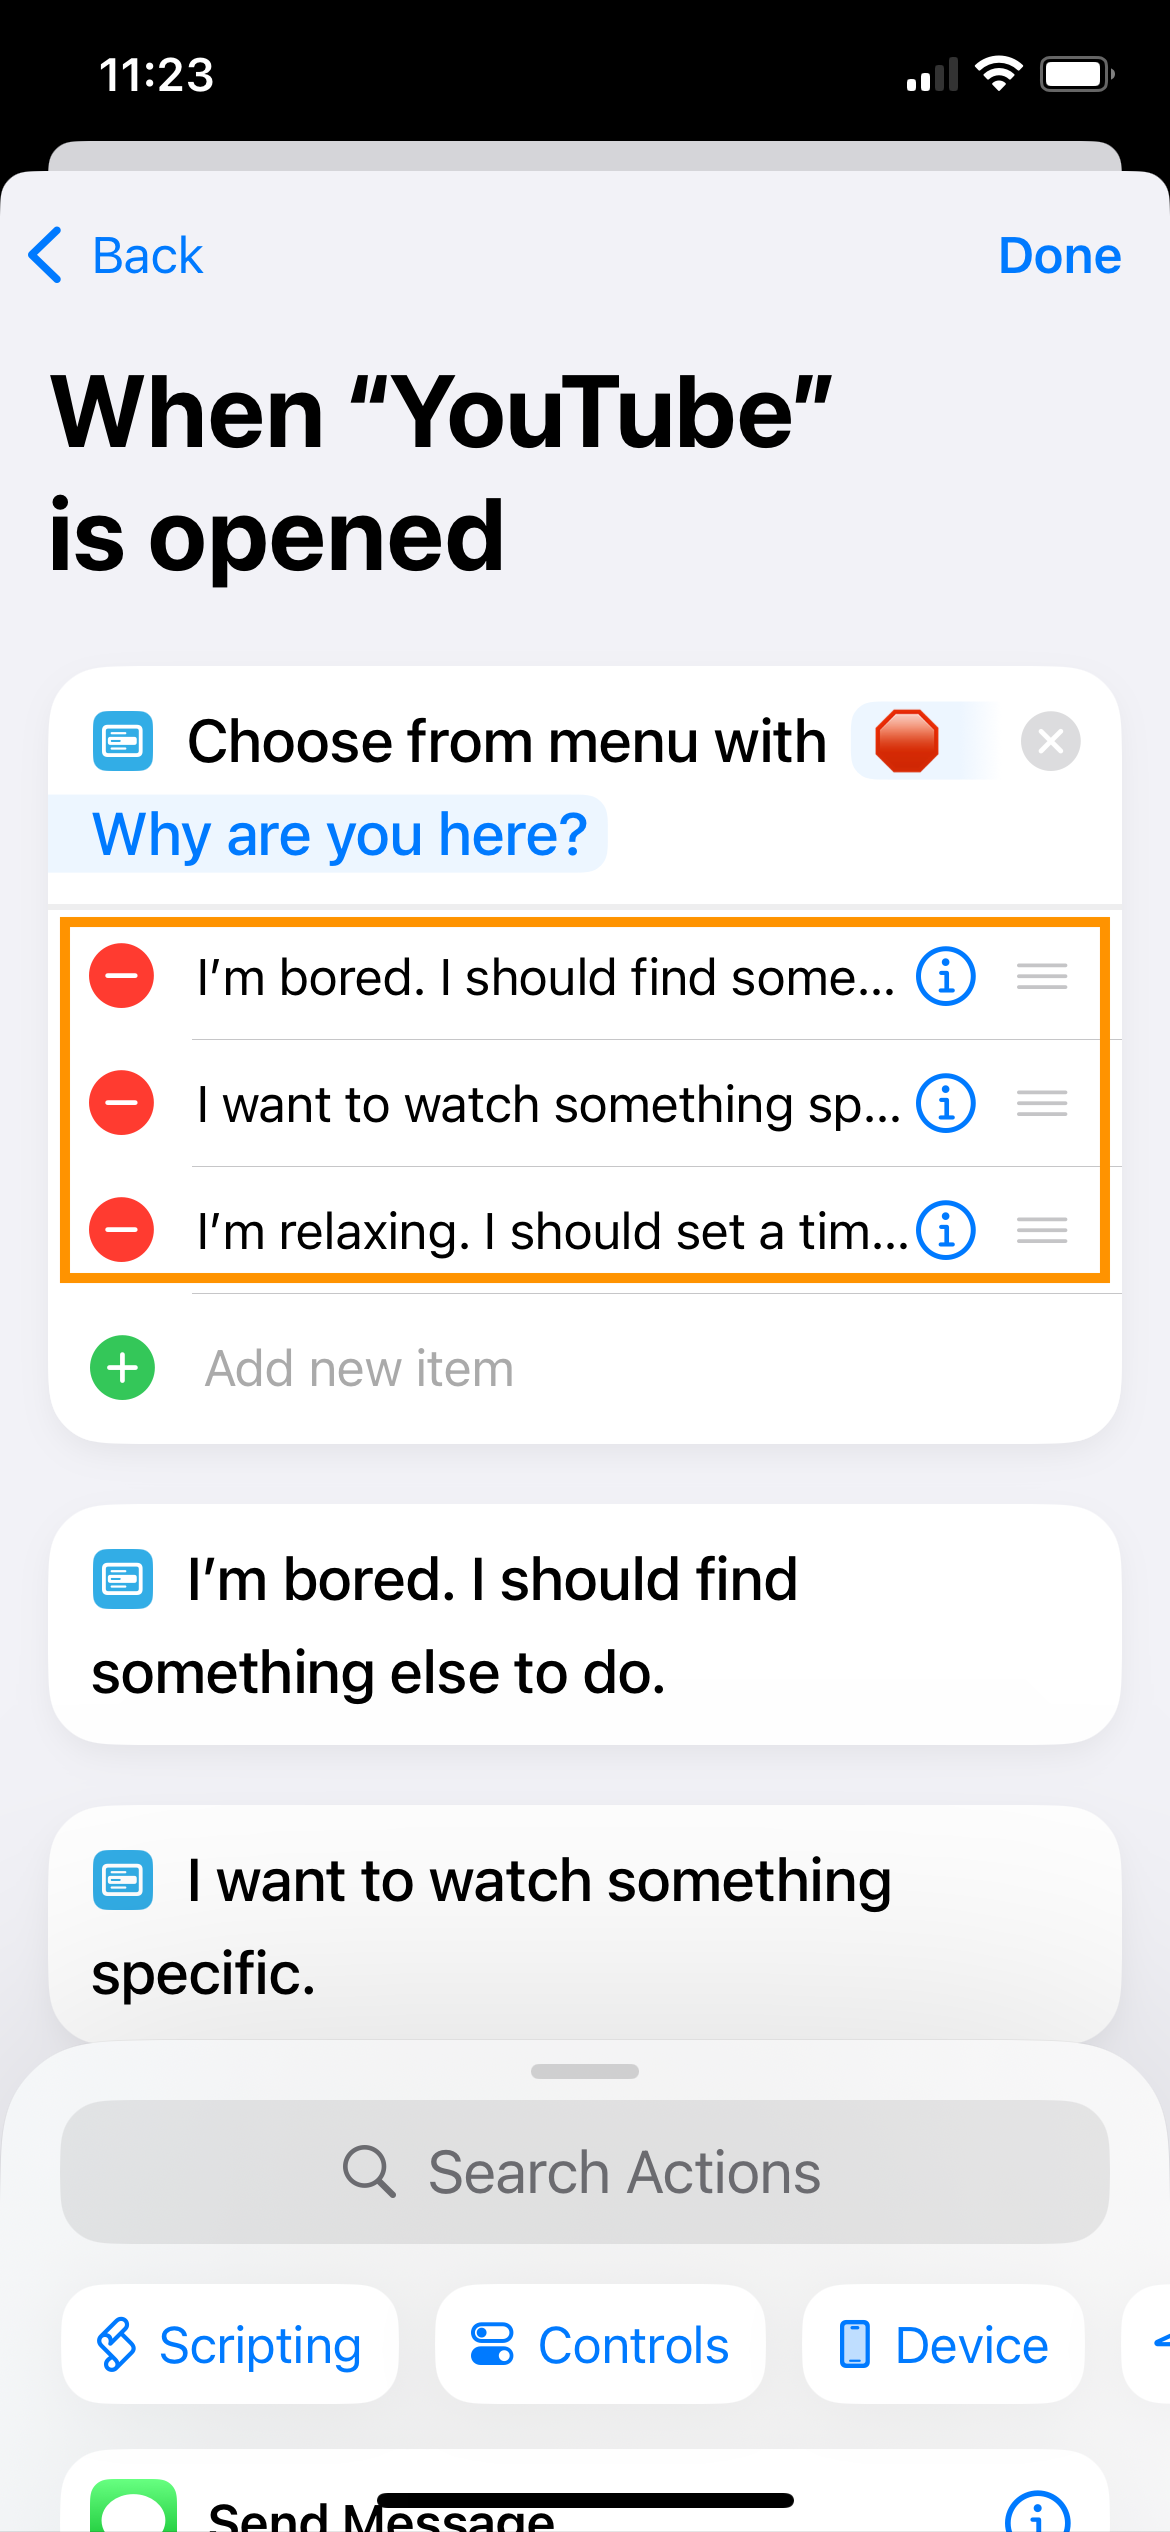 11:23
Back
Done
When “YouTube”
is opened
Choose from menu with 🛑
Why are you here?
I’m bored. I should find some...
I want to watch something sp...
I’m relaxing. I should set a tim...
Add new item
I’m bored. I should find
something else to do.
I want to watch something
specific.
Search Actions
Scripting
Controls
Device
Send Message